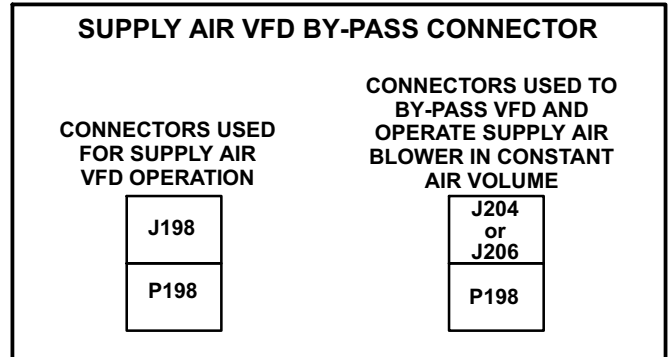 SUPPLY AIR VFD BY-PASS CONNECTOR
CONNECTORS USED
FOR SUPPLY AIR
VFD OPERATION
J198
P198
CONNECTORS USED TO
BY-PASS VFD AND
OPERATE SUPPLY AIR
BLOWER IN CONSTANT
AIR VOLUME
J204
or
J206
P198